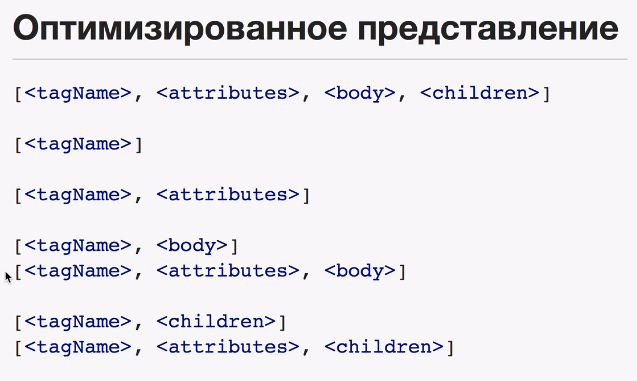 Оптимизированное представление
[<tagName>, <attributes>, <body>, <children>]
[<tagName>]
[<tagName>, <attributes>]
[<tagName>, <body>]
[<tagName>, <attributes>, <body>]
[<tagName>, <children>]
[<tagName>, <attributes>, <children>]